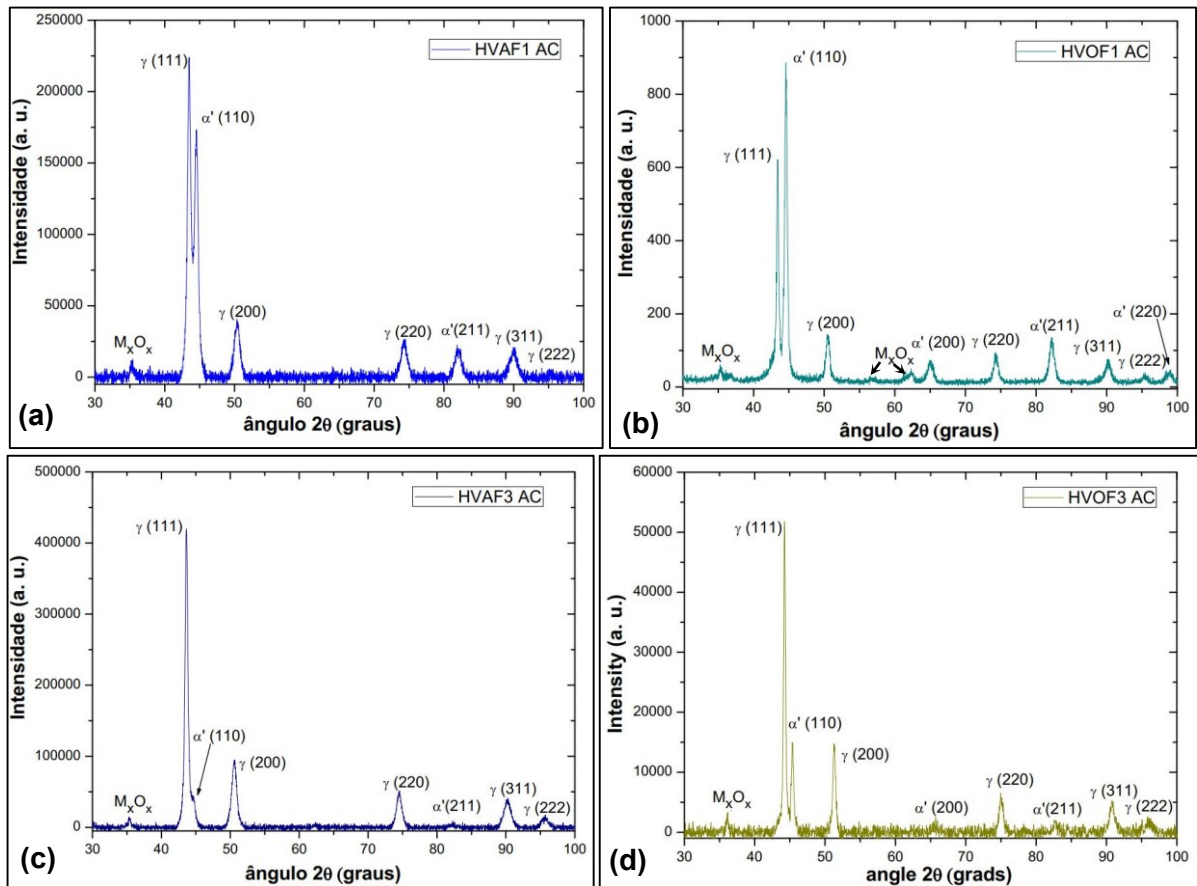 250000
200000
150000
100000
50000
0
Intensidade (a. u.)
HVAF1 AC
γ (111)
α' (110)
MxOx
γ (200)
γ (220)
α'(211)
γ (311)
γ (222)
30 40 50 60 70 80 90 100
ângulo 2θ (graus)
(a)
1000
800
600
400
200
0
Intensidade (a. u.)
HVOF1 AC
α' (110)
γ (111)
MxOx
γ (200)
MxOx
α' (200)
γ (220)
α'(211)
γ (311)
α' (220)
γ (222)
30 40 50 60 70 80 90 100
ângulo 2θ (graus)
(b)
500000
400000
300000
200000
100000
0
Intensidade (a. u.)
HVAF3 AC
γ (111)
α' (110)
MxOx
γ (200)
γ (220)
α'(211)
γ (311)
γ (222)
30 40 50 60 70 80 90 100
ângulo 2θ (graus)
(c)
60000
50000
40000
30000
20000
10000
0
Intensity (a. u.)
HVOF3 AC
γ (111)
α' (110)
γ (200)
MxOx
α' (200)
γ (220)
α'(211)
γ (311)
γ (222)
30 40 50 60 70 80 90 100
angle 2θ (grads)
(d)